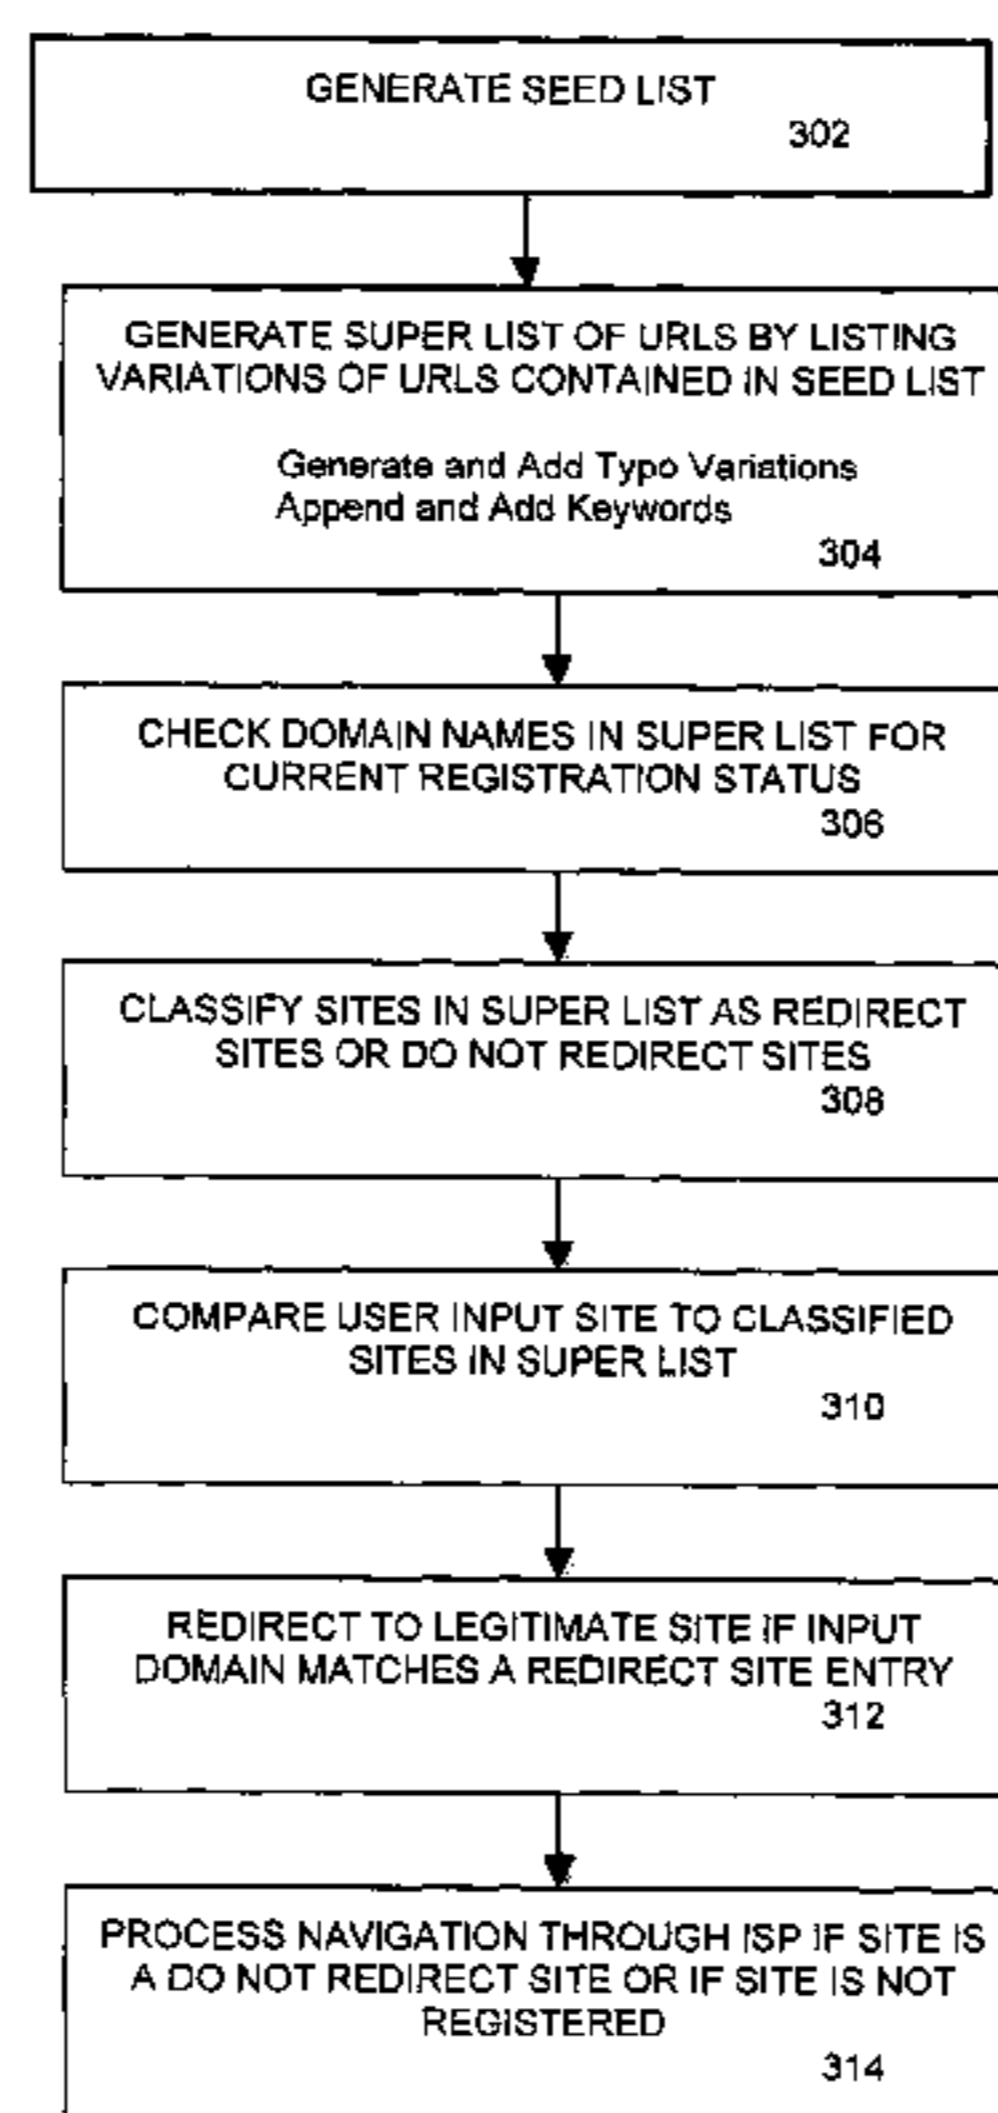 GENERATE SEED LIST
302
GENERATE SUPER LIST OF URLS BY LISTING
VARIATIONS OF URLS CONTAINED IN SEED LIST
Generate and Add Typo Variations
Append and Add Keywords
304
CHECK DOMAIN NAMES IN SUPER LIST FOR
CURRENT REGISTRATION STATUS
306
CLASSIFY SITES IN SUPER LIST AS REDIRECT
SITES OR DO NOT REDIRECT SITES
308
COMPARE USER INPUT SITE TO CLASSIFIED
SITES IN SUPER LIST
310
REDIRECT TO LEGITIMATE SITE IF INPUT
DOMAIN MATCHES A REDIRECT SITE ENTRY
312
PROCESS NAVIGATION THROUGH ISP IF SITE IS
A DO NOT REDIRECT SITE OR IF SITE IS NOT
REGISTERED
314